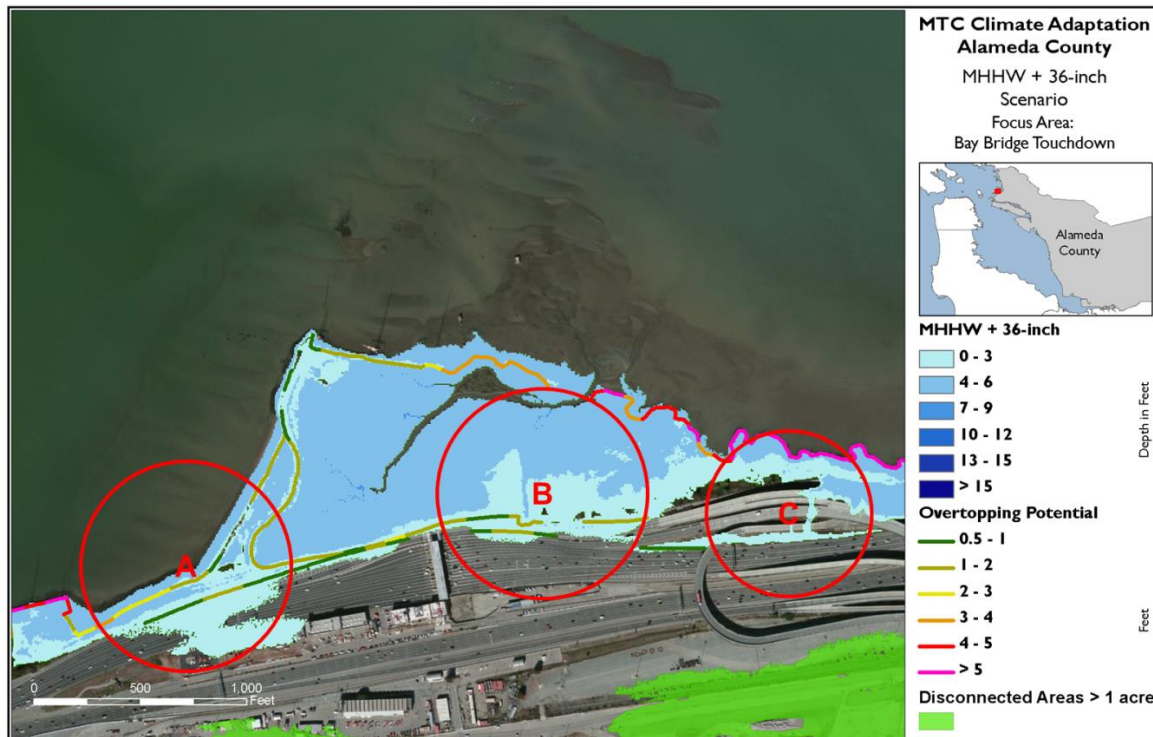 MTC Climate Adaptation
Alameda County
MHHW + 36-inch
Scenario
Focus Area:
Bay Bridge Touchdown
Alameda
County
MHHW + 36-inch
0 - 3
4 - 6
7 - 9
10 - 12
13 - 15
> 15
Depth in Feet
Overtopping Potential
0.5 - 1
1 - 2
2 - 3
3 - 4
4 - 5
> 5
Feet
Disconnected Areas > 1 acre
A
B
C
0 500 1,000
Feet